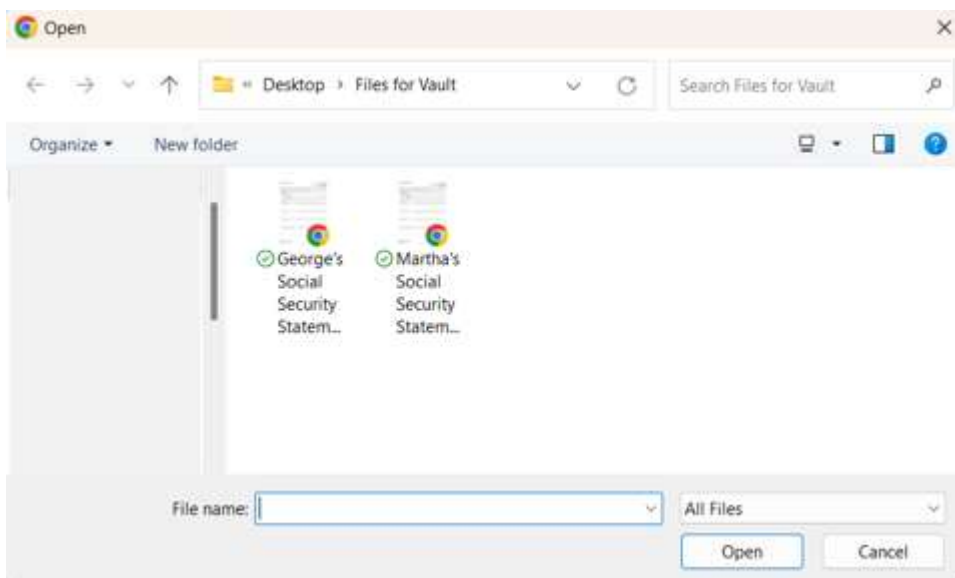 Open
« Desktop › Files for Vault
Search Files for Vault
Organize
New folder
George's
Social
Security
Statem...
Martha's
Social
Security
Statem...
File name:
All Files
Open
Cancel